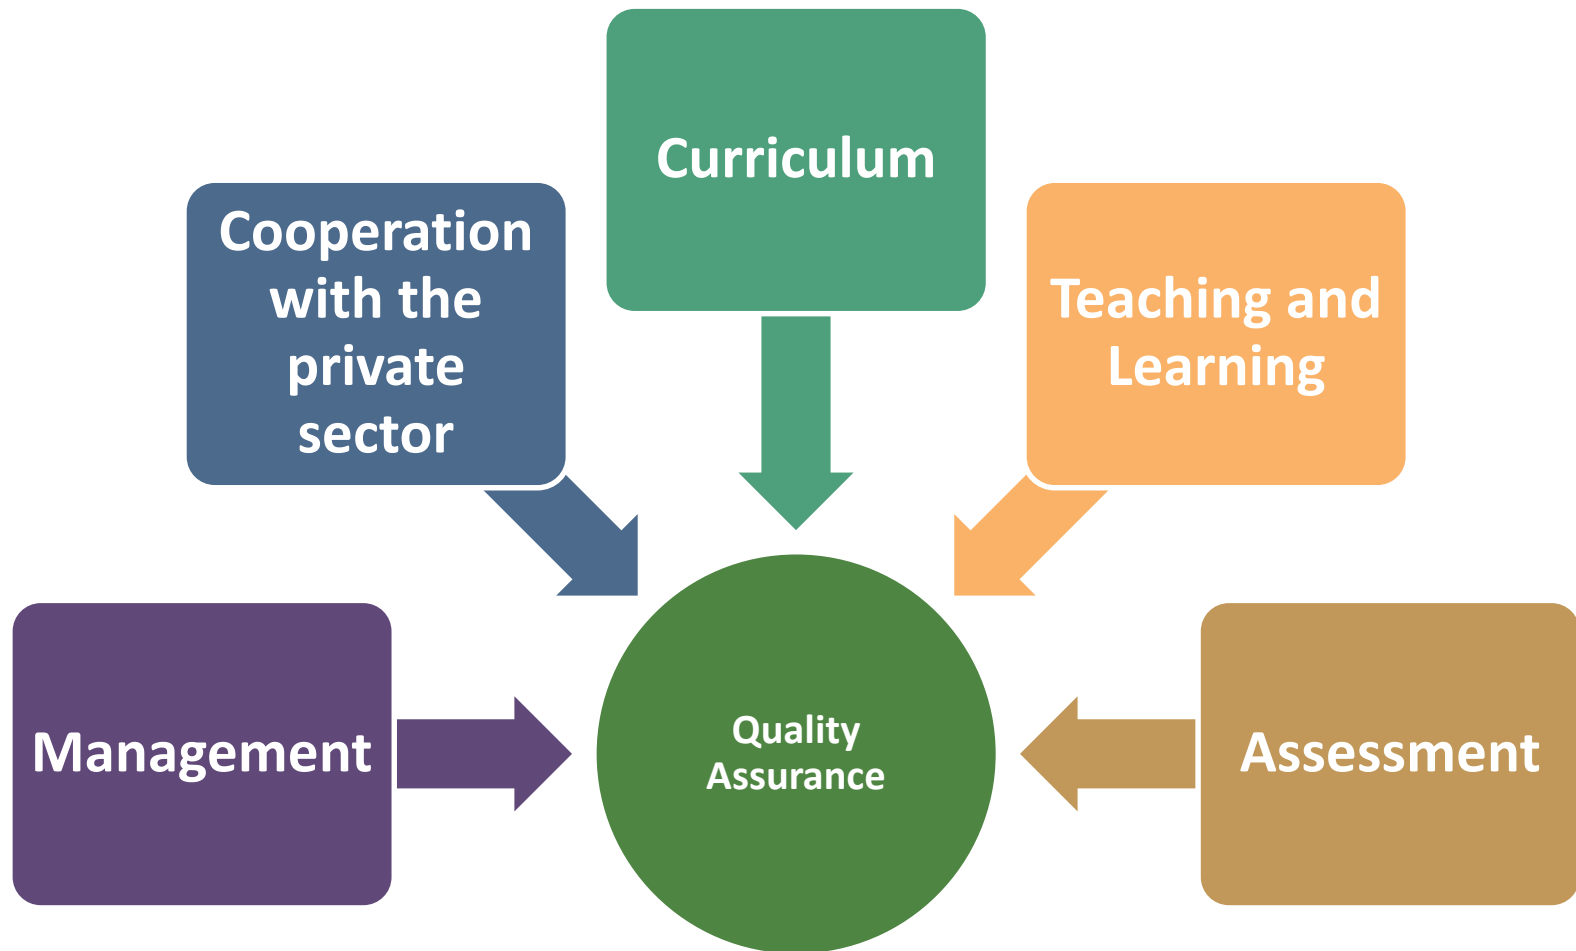 Curriculum
Cooperation
with the
private
sector
Teaching and
Learning
Management
Quality
Assurance
Assessment